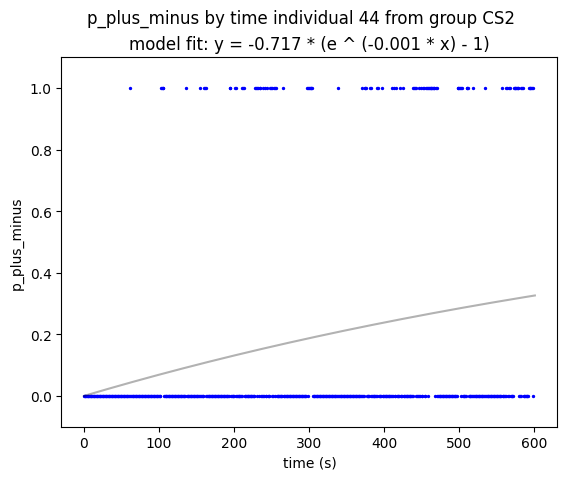 p_plus_minus by time individual 44 from group CS2
model fit: y = -0.717 * (e ^ (-0.001 * x) - 1)
1.0
0.8
0.6
0.4
0.2
0.0
p_plus_minus
0 100 200 300 400 500 600
time (s)